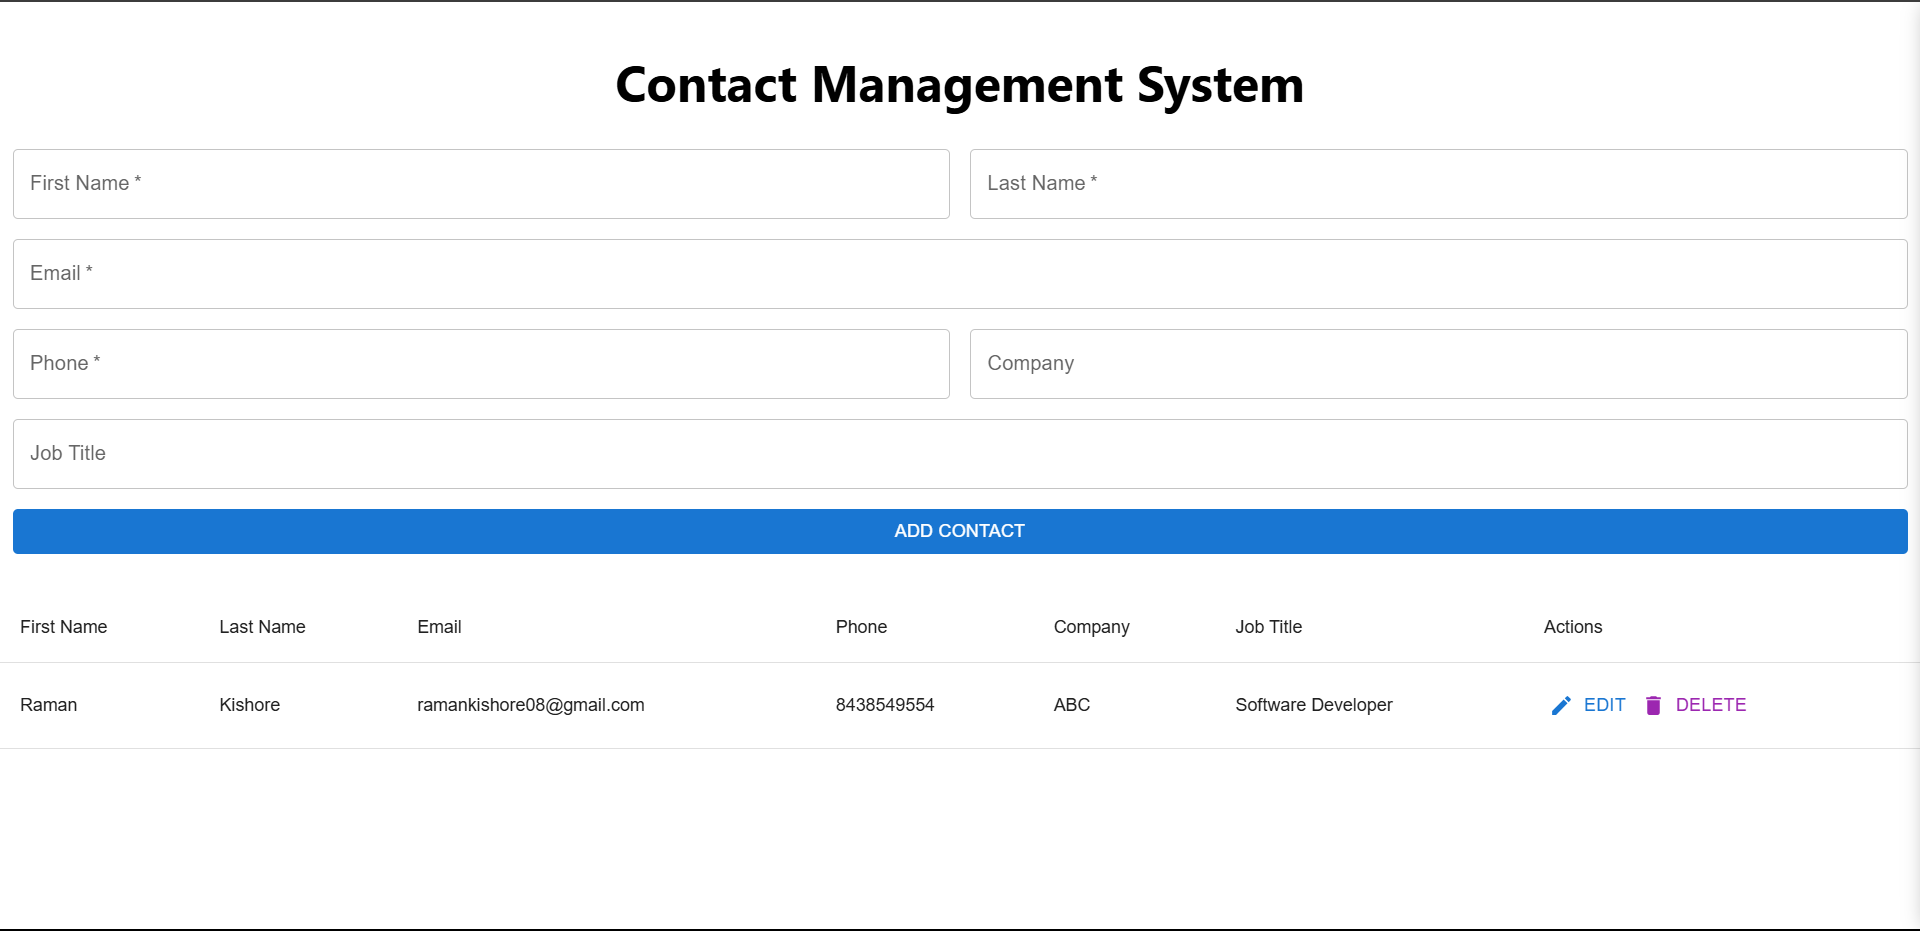 Contact Management System
First Name *
Last Name *
Email *
Phone *
Company
Job Title
ADD CONTACT
First Name Last Name Email Phone Company Job Title Actions
Raman Kishore ramankishore08@gmail.com 8438549554 ABC Software Developer EDIT DELETE